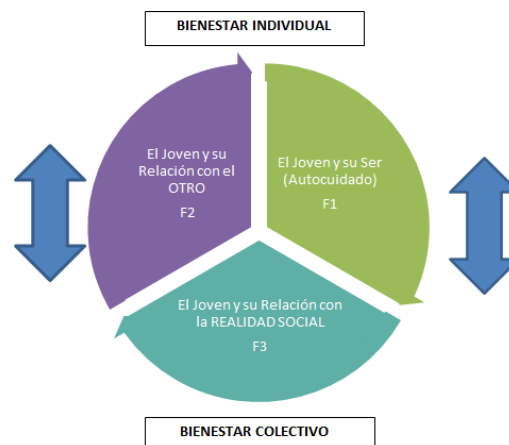 BIENESTAR INDIVIDUAL
El Joven y su
Relación con el
OTRO
F2
El Joven y su Ser
(Autocuidado)
F1
El Joven y su Relación con
la REALIDAD SOCIAL
F3
BIENESTAR COLECTIVO